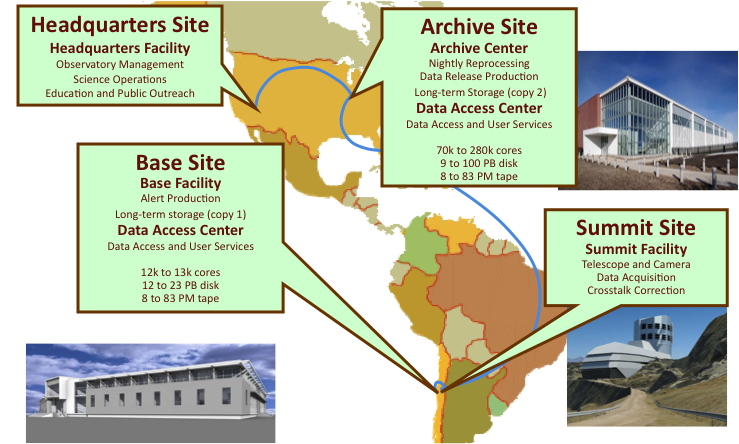 Headquarters Site
Headquarters Facility
Observatory Management
Science Operations
Education and Public Outreach
Archive Site
Archive Center
Nightly Reprocessing
Data Release Production
Long-term Storage (copy 2)
Data Access Center
Data Access and User Services
70k to 280k cores
9 to 100 PB disk
8 to 83 PM tape
Base Site
Base Facility
Alert Production
Long-term storage (copy 1)
Data Access Center
Data Access and User Services
12k to 13k cores
12 to 23 PB disk
8 to 83 PM tape
Summit Site
Summit Facility
Telescope and Camera
Data Acquisition
Crosstalk Correction